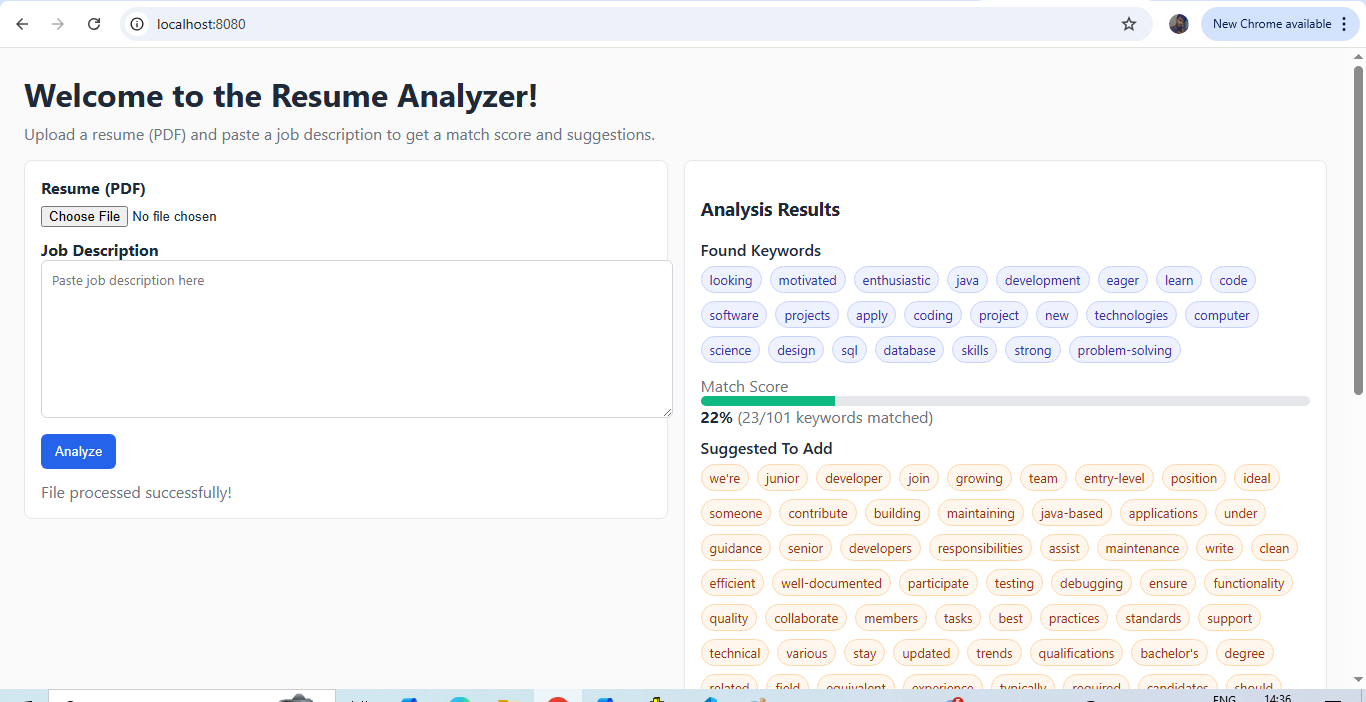 localhost:8080
New Chrome available
Welcome to the Resume Analyzer!
Upload a resume (PDF) and paste a job description to get a match score and suggestions.
Resume (PDF)
Choose File No file chosen
Job Description
Paste job description here
Analyze
File processed successfully!
Analysis Results
Found Keywords
looking motivated enthusiastic java development eager learn code
software projects apply coding project new technologies computer
science design sql database skills strong problem-solving
Match Score
22% (23/101 keywords matched)
Suggested To Add
we're junior developer join growing team entry-level position ideal
someone contribute building maintaining java-based applications under
guidance senior developers responsibilities assist maintenance write clean
efficient well-documented participate testing debugging ensure functionality
quality collaborate members tasks best practices standards support
technical various stay updated trends qualifications bachelor's degree
related field equivalent experience typically required candidates should
ENG 14:36